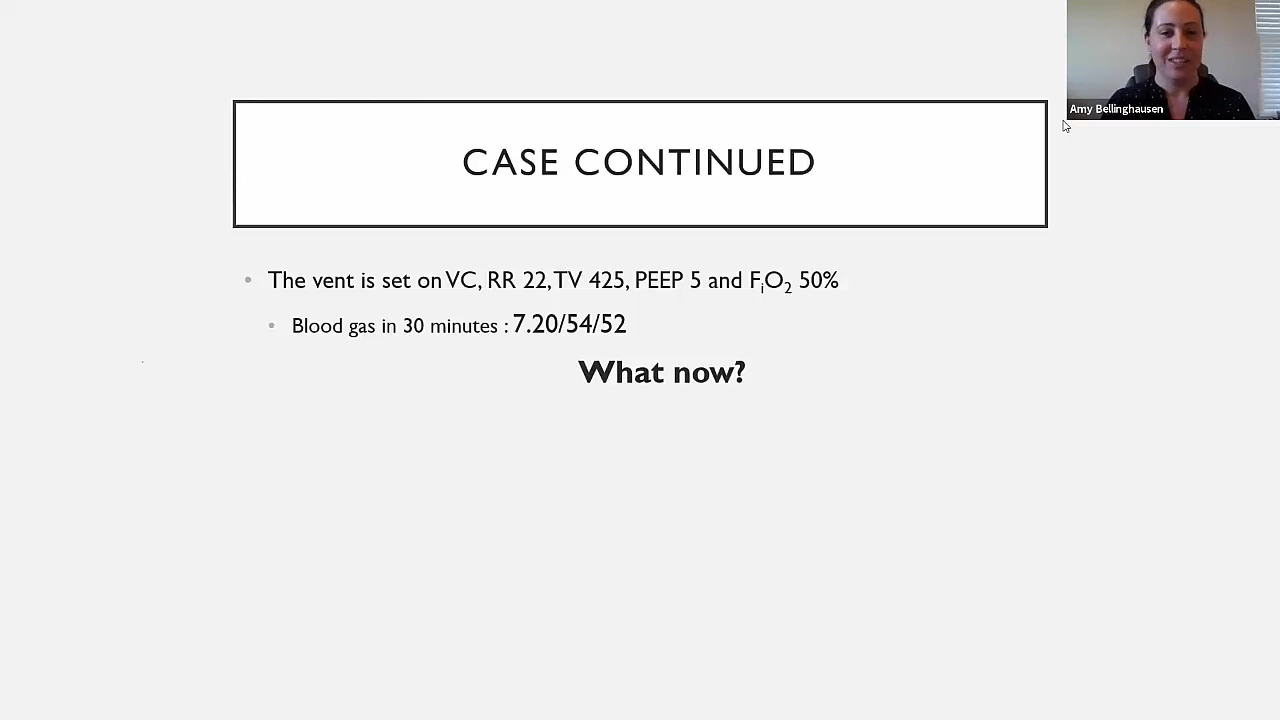 Amy Bellinghausen
CASE CONTINUED
• The vent is set on VC, RR 22, TV 425, PEEP 5 and FiO2 50%
• Blood gas in 30 minutes : 7.20/54/52
What now?